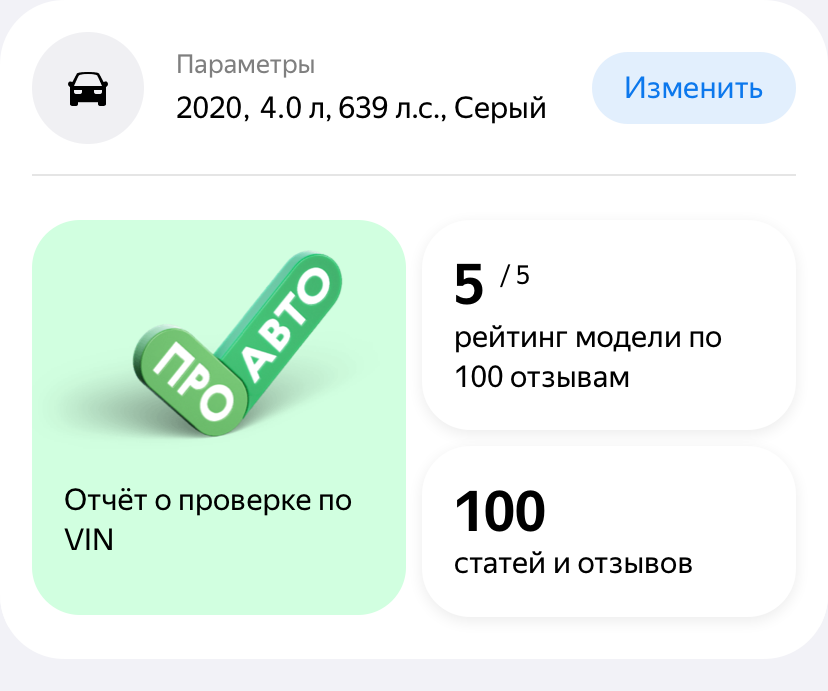 Параметры
2020, 4.0 л, 639 л.с., Серый
Изменить
ПРО
АВТО
Отчёт о проверке по
VIN
5 / 5
рейтинг модели по
100 отзывам
100
статей и отзывов